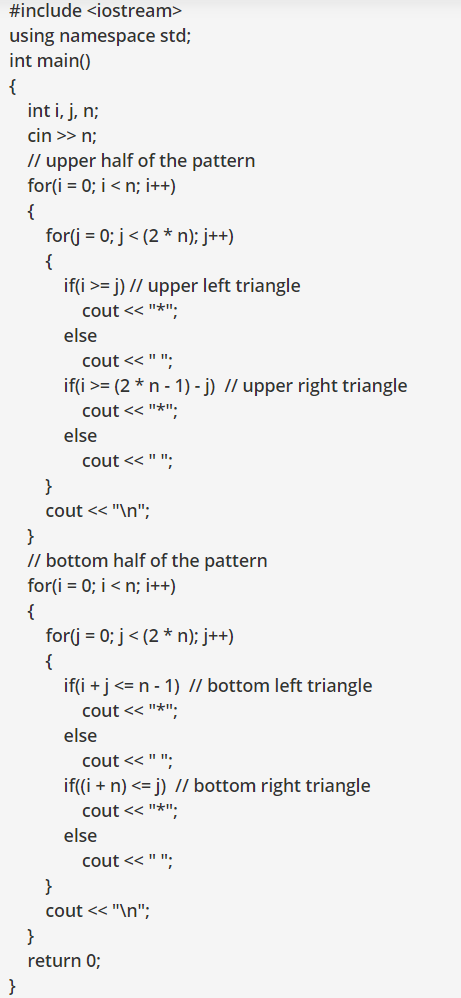 #include <iostream>
using namespace std;
int main()
{
    int i, j, n;
    cin >> n;
    // upper half of the pattern
    for(i = 0; i < n; i++)
    {
        for(j = 0; j < (2 * n); j++)
        {
            if(i >= j) // upper left triangle
                cout << "*";
            else
                cout << " ";
            if(i >= (2 * n - 1) - j)  // upper right triangle
                cout << "*";
            else
                cout << " ";
        }
        cout << "\n";
    }
    // bottom half of the pattern
    for(i = 0; i < n; i++)
    {
        for(j = 0; j < (2 * n); j++)
        {
            if(i + j <= n - 1)  // bottom left triangle
                cout << "*";
            else
                cout << " ";
            if((i + n) <= j)  // bottom right triangle
                cout << "*";
            else
                cout << " ";
        }
        cout << "\n";
    }
    return 0;
}